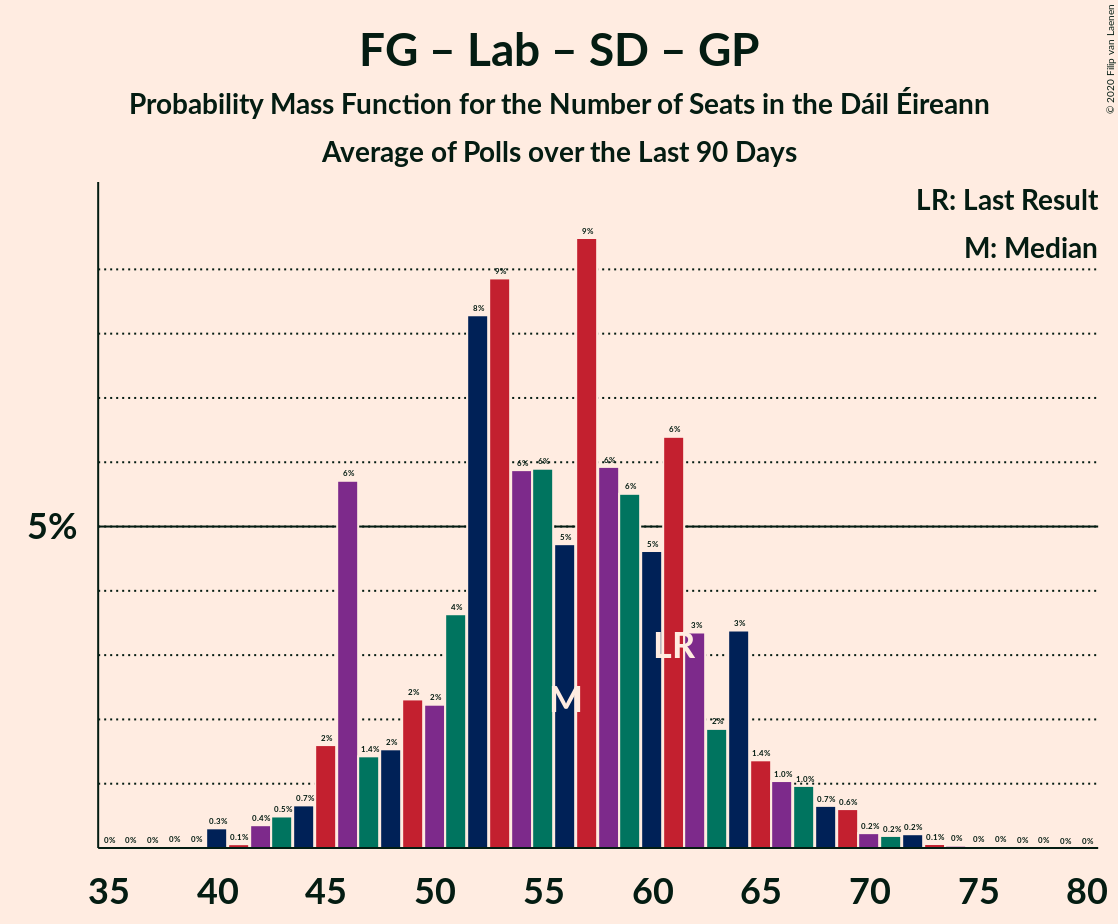 FG – Lab – SD – GP
Probability Mass Function for the Number of Seats in the Dáil Éireann
Average of Polls over the Last 90 Days
© 2020 Filip van Laenen
LR: Last Result
M: Median
5%
0% 0% 0% 0% 0% 0.3% 0.1% 0.4% 0.5% 0.7% 2% 6% 1.4% 2% 2% 2% 4% 8% 9% 6% 6% 5% 9% 6% 6% 5% 6% 3% 2% 3% 1.4% 1.0% 1.0% 0.7% 0.6% 0.2% 0.2% 0.2% 0.1% 0% 0% 0% 0% 0% 0% 0%
LR
M
35 40 45 50 55 60 65 70 75 80